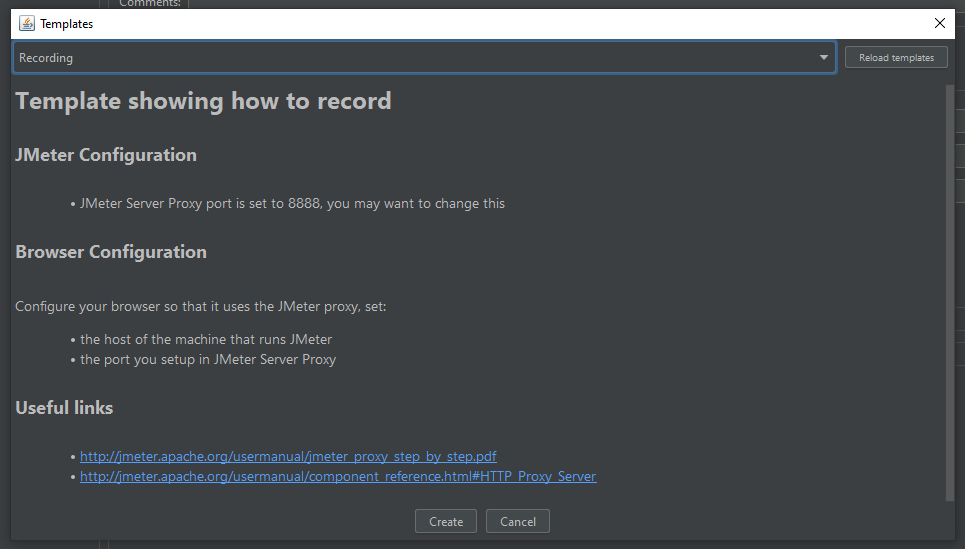 Comments:
Templates
Recording
Reload templates
Template showing how to record
JMeter Configuration
• JMeter Server Proxy port is set to 8888, you may want to change this
Browser Configuration
Configure your browser so that it uses the JMeter proxy, set:
• the host of the machine that runs JMeter
• the port you setup in JMeter Server Proxy
Useful links
• http://jmeter.apache.org/usermanual/jmeter_proxy_step_by_step.pdf
• http://jmeter.apache.org/usermanual/component_reference.html#HTTP_Proxy_Server
Create
Cancel